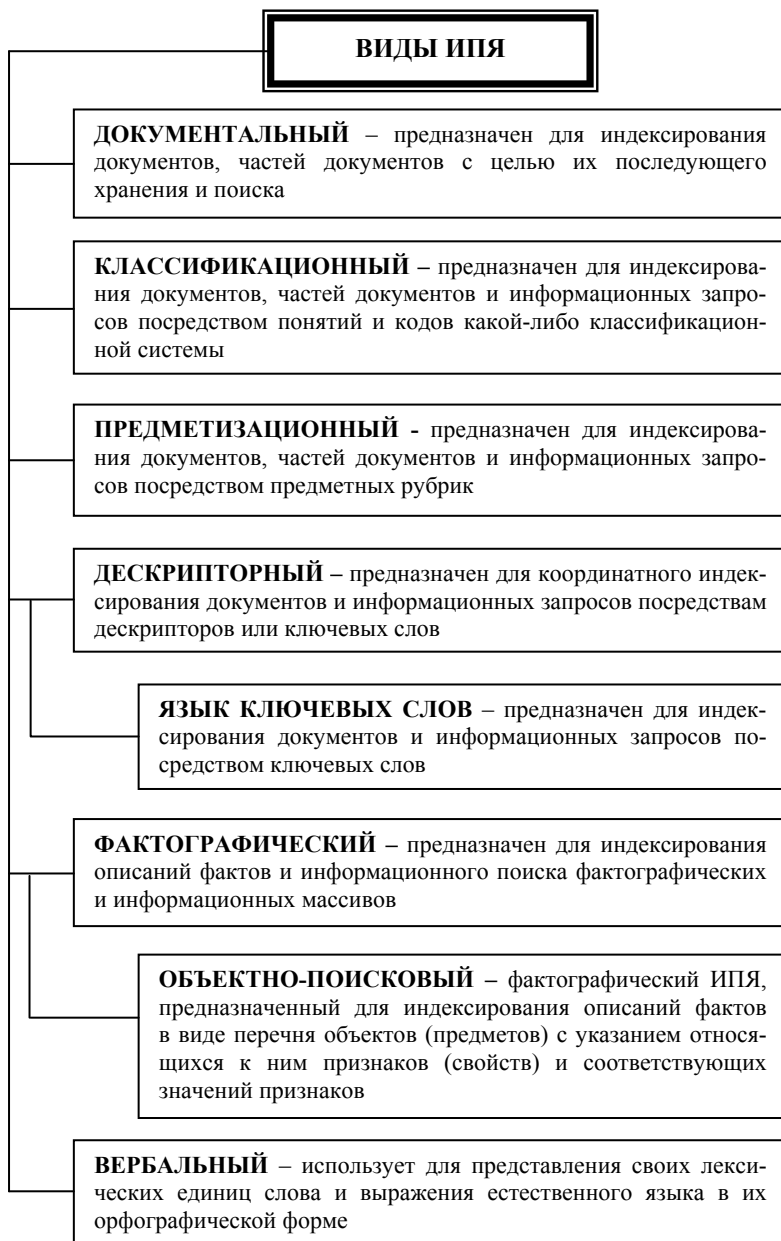 ВИДЫ ИПЯ
ДОКУМЕНТАЛЬНЫЙ – предназначен для индексирования
документов, частей документов с целью их последующего
хранения и поиска
КЛАССИФИКАЦИОННЫЙ – предназначен для индексирова-
ния документов, частей документов и информационных запро-
сов посредством понятий и кодов какой-либо классификацион-
ной системы
ПРЕДМЕТИЗАЦИОННЫЙ - предназначен для индексирова-
ния документов, частей документов и информационных запро-
сов посредством предметных рубрик
ДЕСКРИПТОРНЫЙ – предназначен для координатного индек-
сирования документов и информационных запросов посредствам
дескрипторов или ключевых слов
ЯЗЫК КЛЮЧЕВЫХ СЛОВ – предназначен для индек-
сирования документов и информационных запросов по-
средством ключевых слов
ФАКТОГРАФИЧЕСКИЙ – предназначен для индексирования
описаний фактов и информационного поиска фактографических
и информационных массивов
ОБЪЕКТНО-ПОИСКОВЫЙ – фактографический ИПЯ,
предназначенный для индексирования описаний фактов
в виде перечня объектов (предметов) с указанием относя-
щихся к ним признаков (свойств) и соответствующих
значений признаков
ВЕРБАЛЬНЫЙ – использует для представления своих лекси-
ческих единиц слова и выражения естественного языка в их
орфографической форме